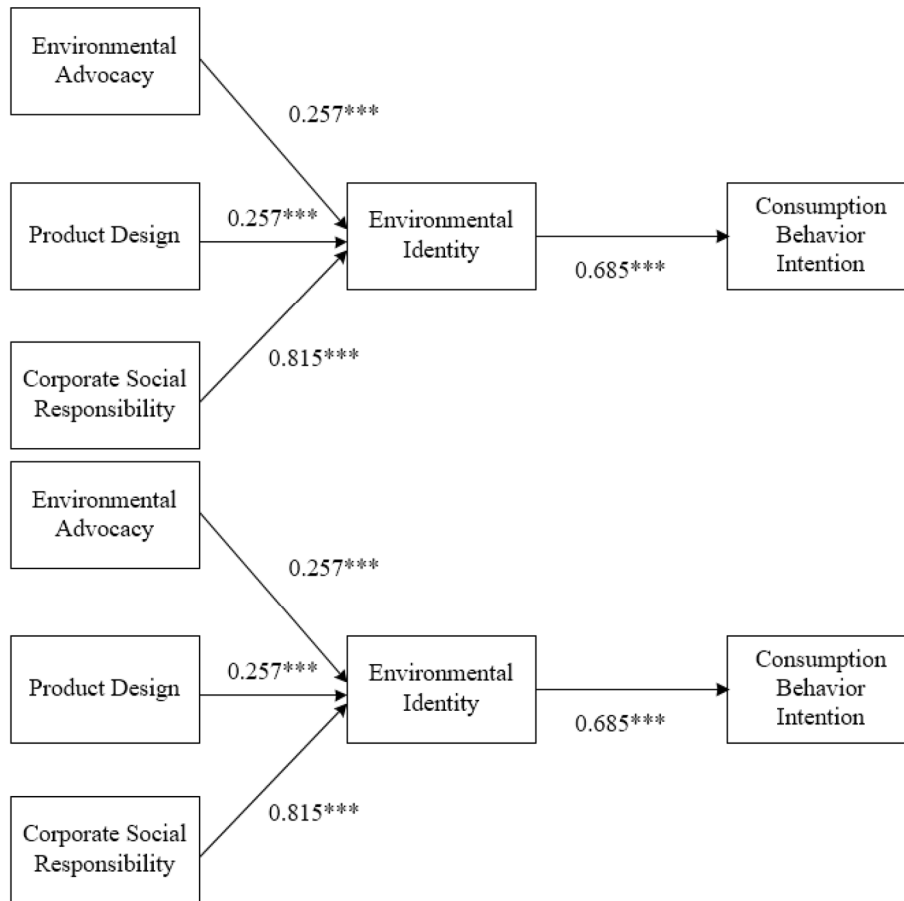 Environmental
Advocacy
0.257***
Product Design
0.257***
Environmental
Identity
0.685***
Consumption
Behavior
Intention
0.815***
Corporate Social
Responsibility
Environmental
Advocacy
0.257***
Product Design
0.257***
Environmental
Identity
0.685***
Consumption
Behavior
Intention
0.815***
Corporate Social
Responsibility